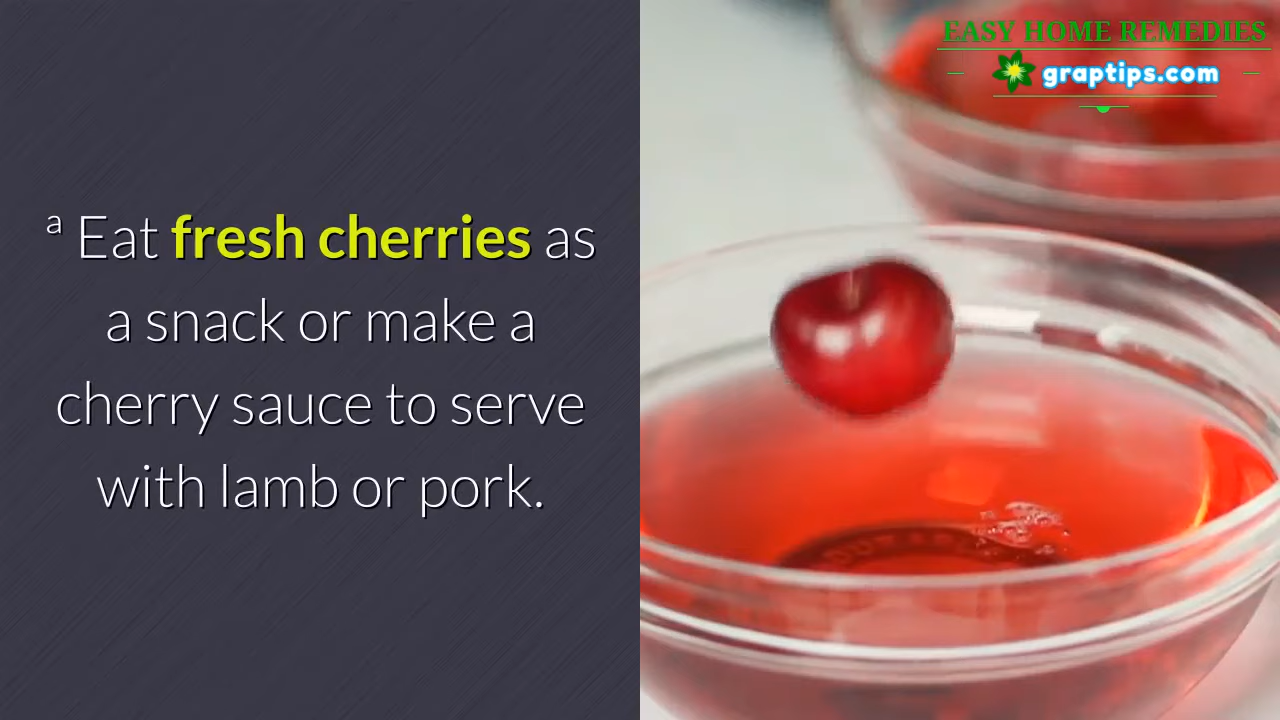 ª Eat fresh cherries as
a snack or make a
cherry sauce to serve
with lamb or pork.
EASY HOME REMEDIES
graptips.com